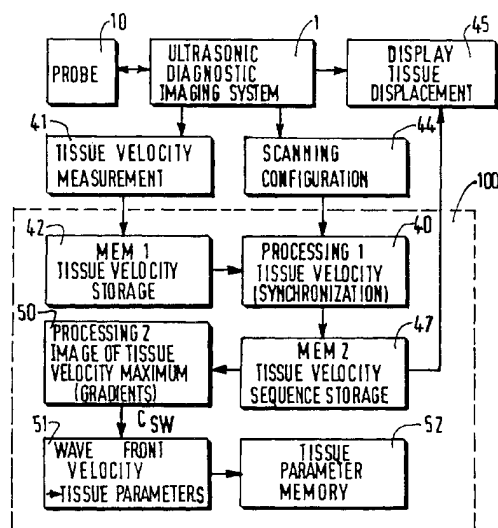 10
1
45
PROBE
ULTRASONIC
DIAGNOSTIC
IMAGING SYSTEM
DISPLAY
TISSUE
DISPLACEMENT
41
44
TISSUE VELOCITY
MEASUREMENT
SCANNING
CONFIGURATION
100
42
40
MEM 1
TISSUE VELOCITY
STORAGE
PROCESSING 1
TISSUE VELOCITY
(SYNCHRONIZATION)
50
47
PROCESSING 2
IMAGE OF TISSUE
VELOCITY MAXIMUM
(GRADIENTS)
MEM 2
TISSUE VELOCITY
SEQUENCE STORAGE
CSW
51
52
WAVE FRONT
VELOCITY
→TISSUE PARAMETERS
TISSUE
PARAMETER
MEMORY